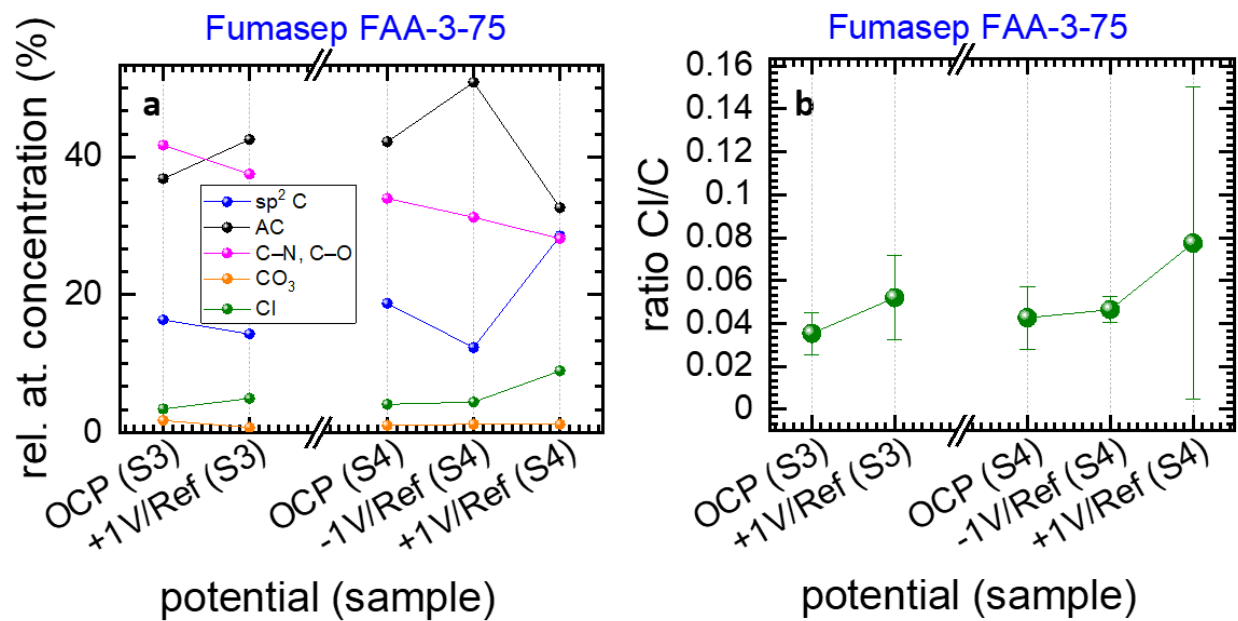 Fumasep FAA-3-75
rel. at. concentration (%)
40
20
0
a
sp² C
AC
C–N, C–O
CO₃
Cl
OCP (S3)
+1V/Ref (S3)
OCP (S4)
-1V/Ref (S4)
+1V/Ref (S4)
potential (sample)
Fumasep FAA-3-75
ratio Cl/C
0.16
0.14
0.12
0.1
0.08
0.06
0.04
0.02
0
b
OCP (S3)
+1V/Ref (S3)
OCP (S4)
-1V/Ref (S4)
+1V/Ref (S4)
potential (sample)